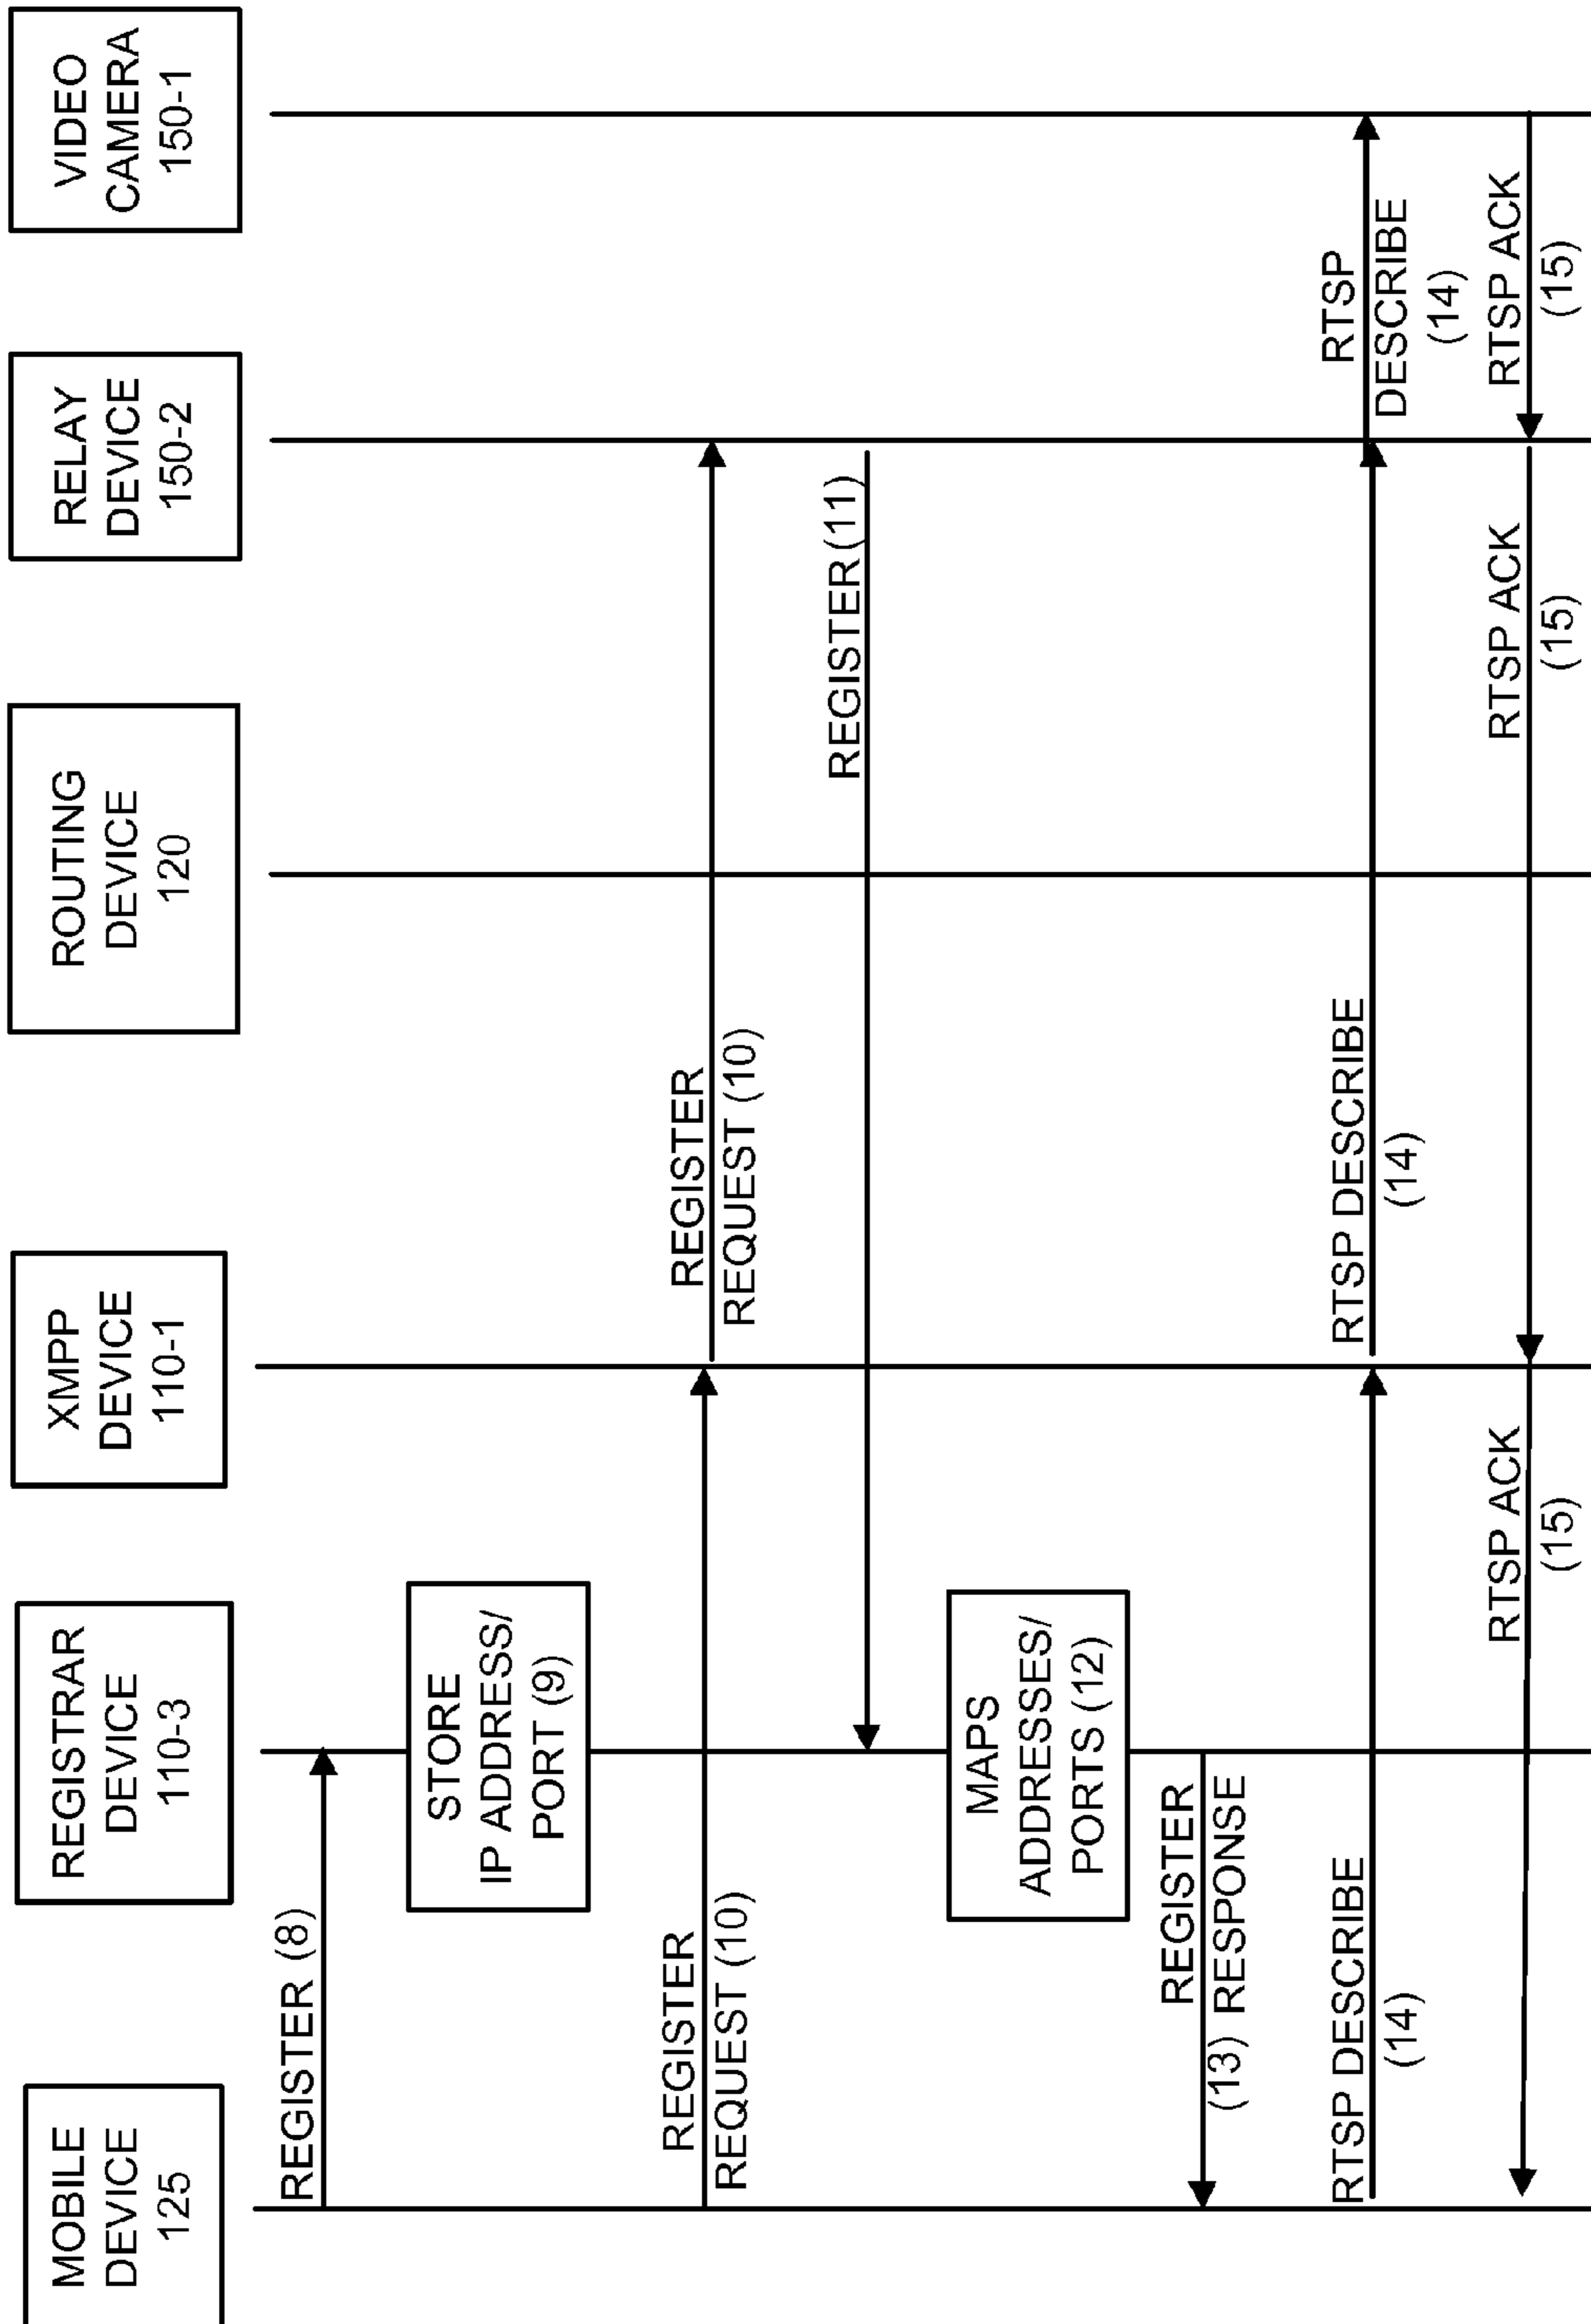 MOBILE
DEVICE
125
REGISTRAR
DEVICE
110-3
XMPP
DEVICE
110-1
ROUTING
DEVICE
120
RELAY
DEVICE
150-2
VIDEO
CAMERA
150-1
REGISTER (8)
STORE
IP ADDRESS/
PORT (9)
REGISTER
REQUEST (10)
REGISTER
REQUEST (10)
REGISTER (11)
MAPS
ADDRESSES/
PORTS (12)
REGISTER
(13) RESPONSE
RTSP DESCRIBE
(14)
RTSP DESCRIBE
(14)
RTSP
DESCRIBE
(14)
RTSP ACK
(15)
RTSP ACK
(15)
RTSP ACK
(15)